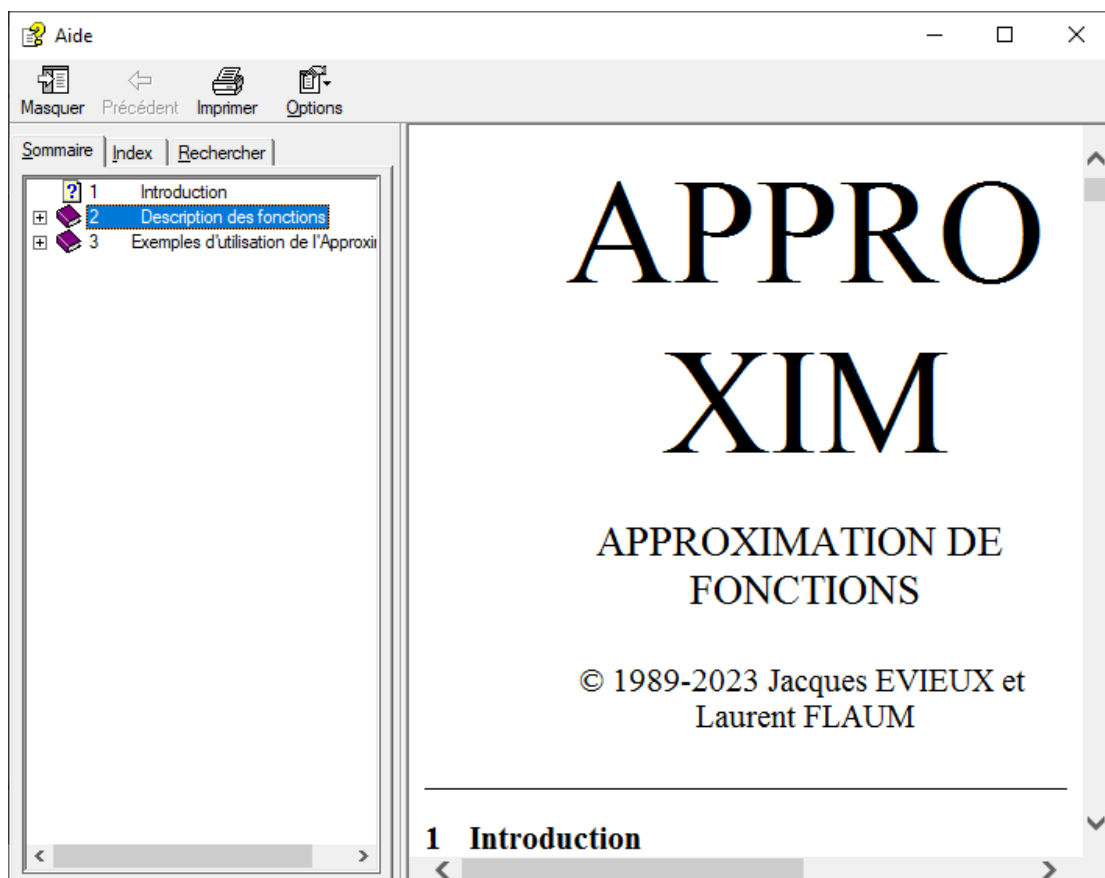 Aide
Masquer Précédent Imprimer Options
Sommaire Index Rechercher
1 Introduction
2 Description des fonctions
3 Exemples d'utilisation de l'Approxi
APPRO
XIM
APPROXIMATION DE
FONCTIONS
© 1989-2023 Jacques EVIEUX et
Laurent FLAUM
1 Introduction